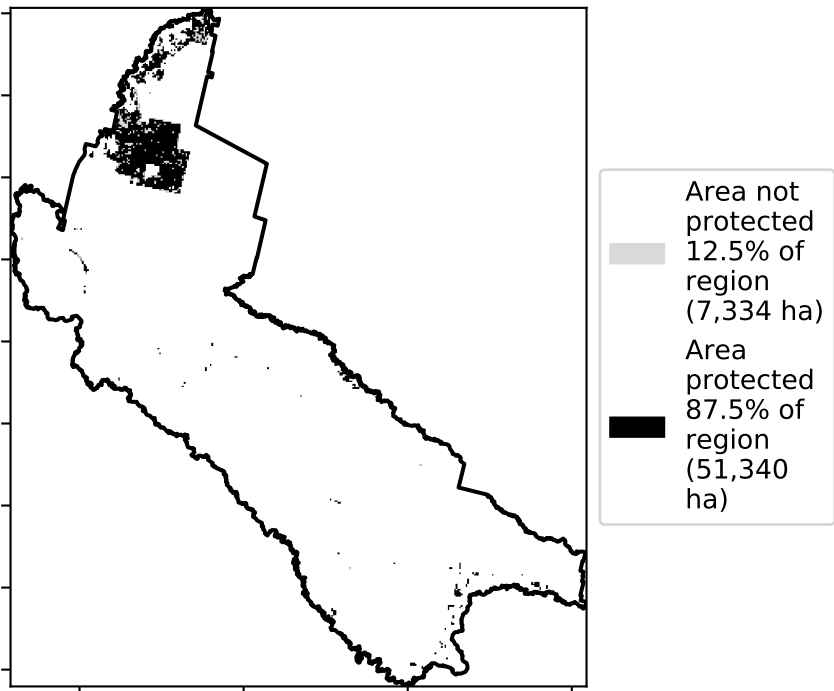 Area not
protected
12.5% of
region
(7,334 ha)
Area
protected
87.5% of
region
(51,340
ha)